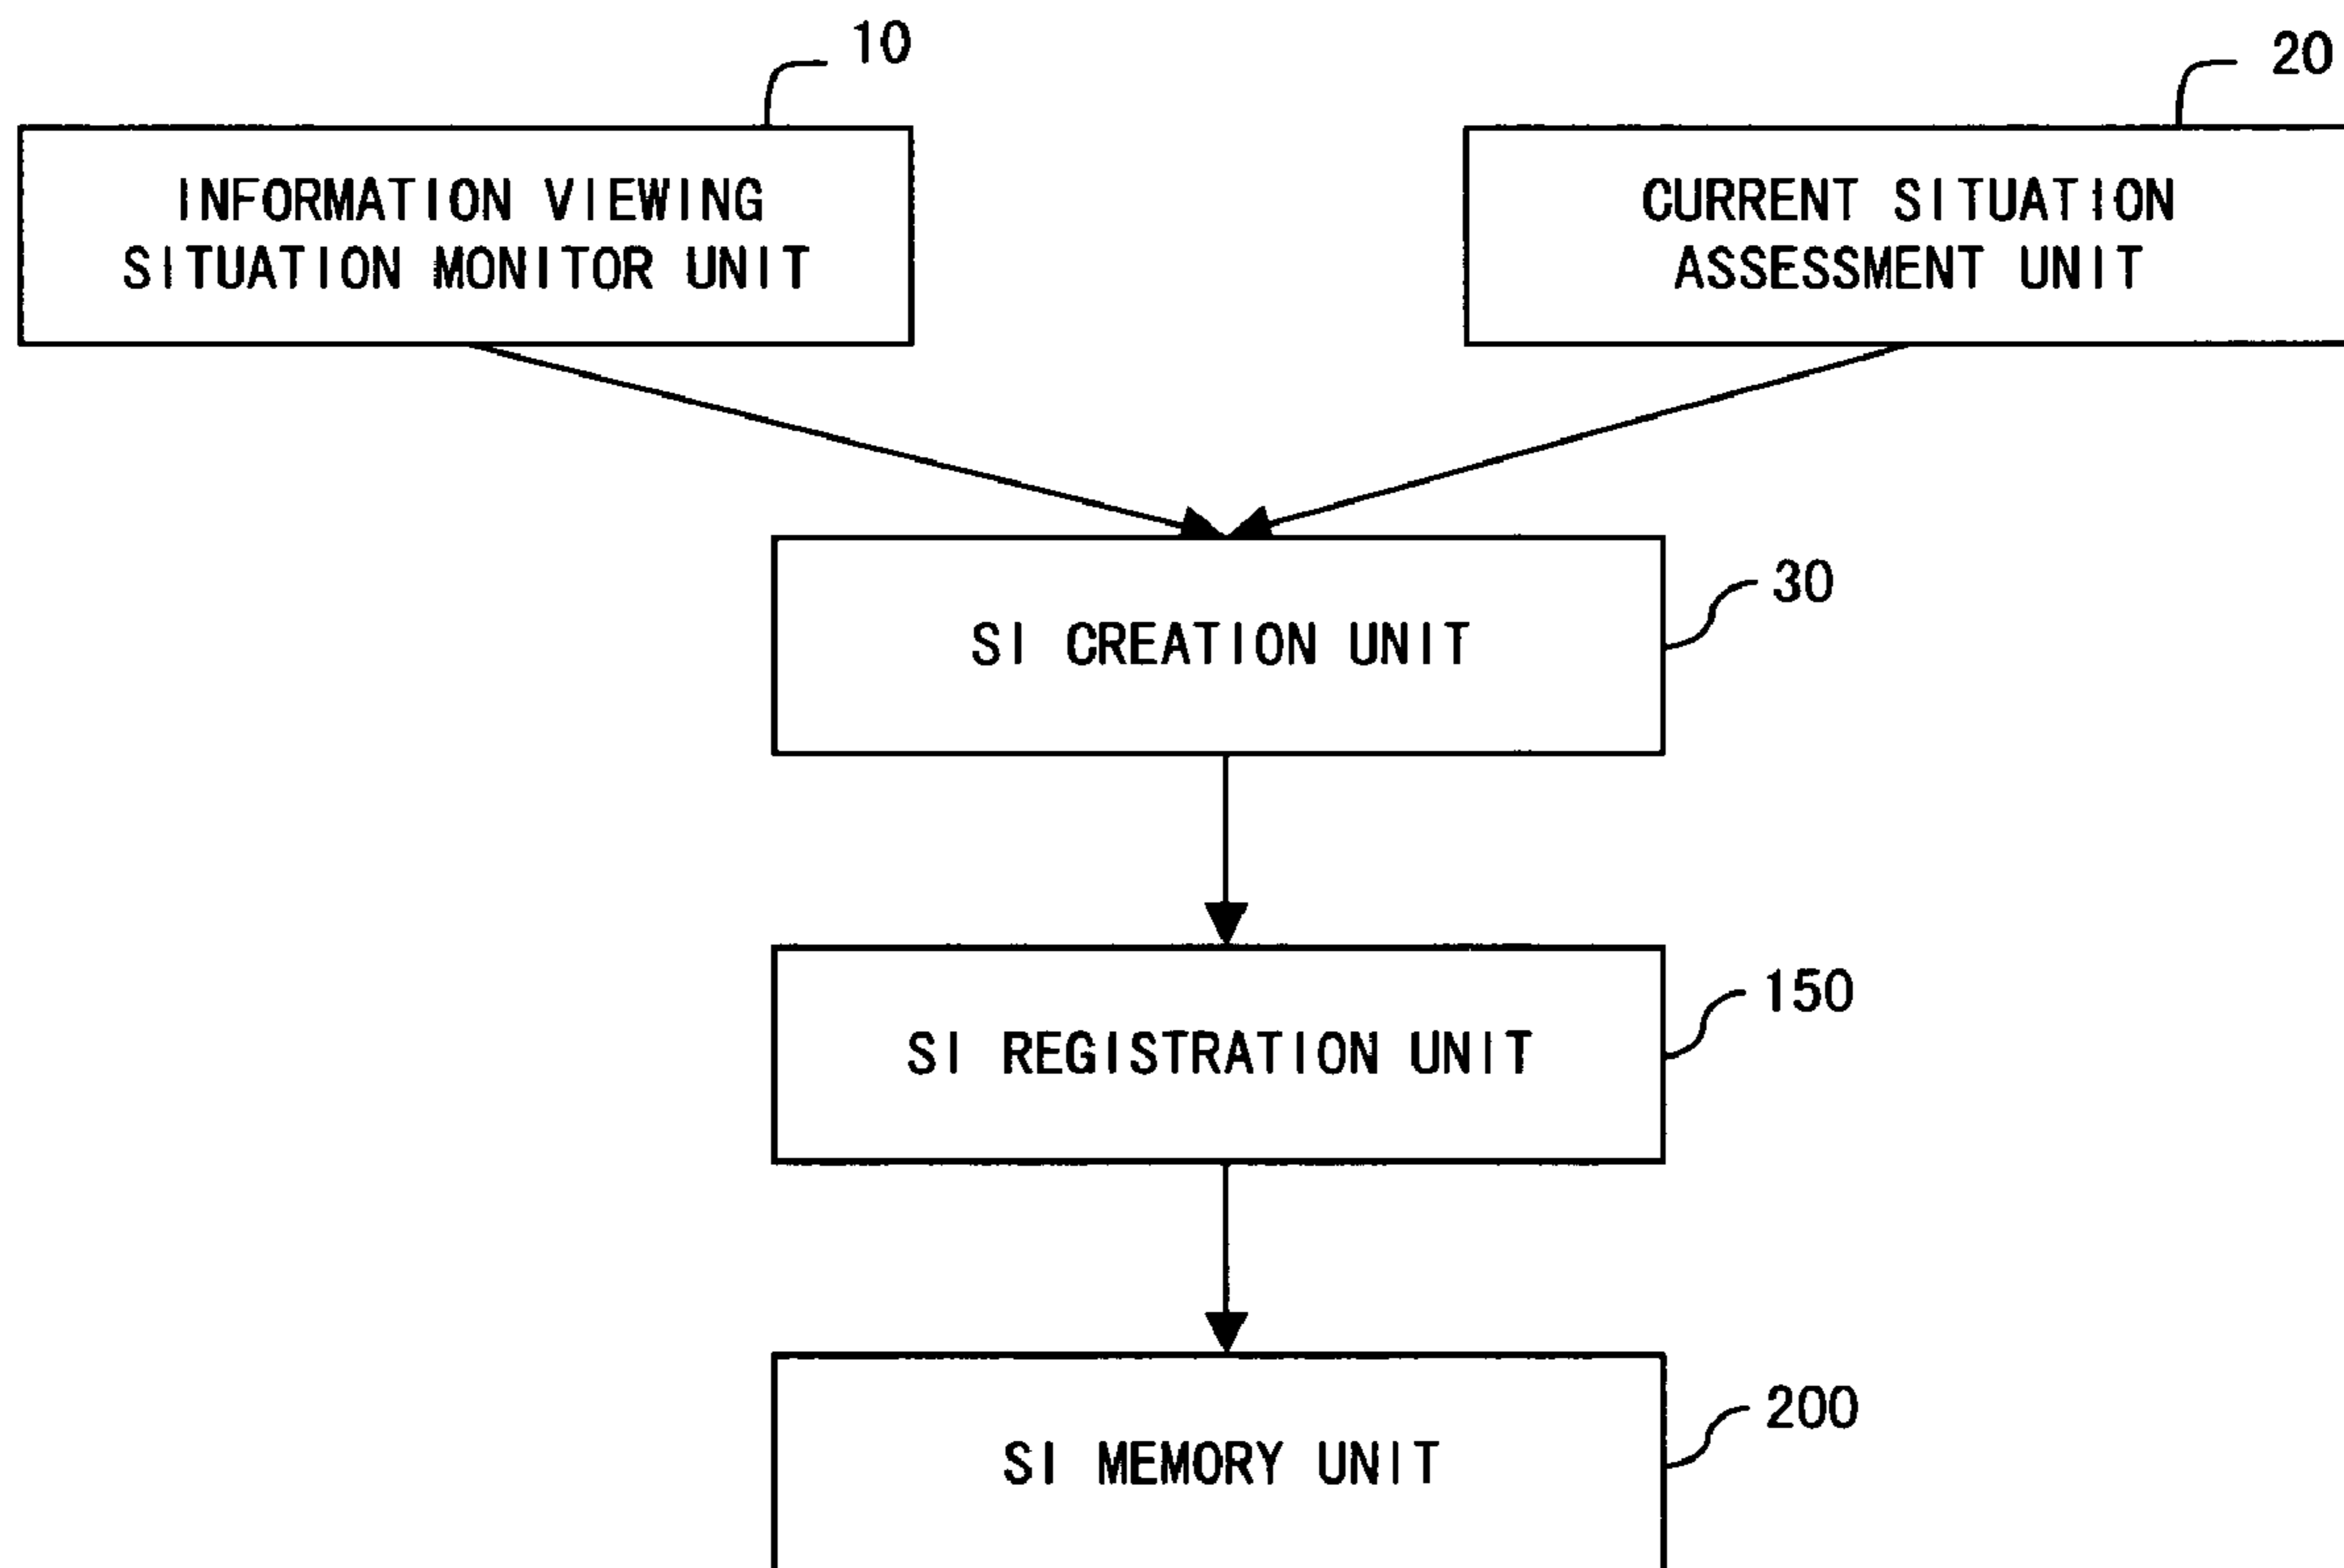 10
20
INFORMATION VIEWING
SITUATION MONITOR UNIT
CURRENT SITUATION
ASSESSMENT UNIT
30
SI CREATION UNIT
150
SI REGISTRATION UNIT
200
SI MEMORY UNIT